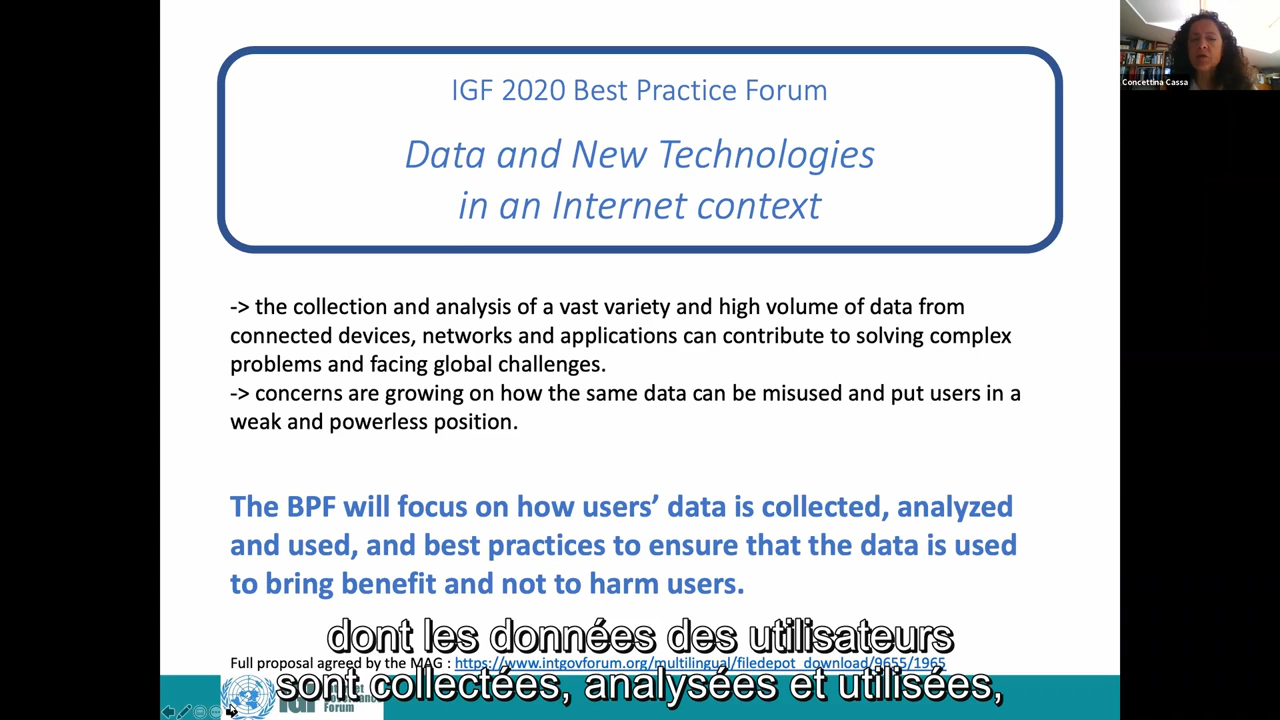 IGF 2020 Best Practice Forum
Data and New Technologies
in an Internet context
Concettina Cassa
-> the collection and analysis of a vast variety and high volume of data from
connected devices, networks and applications can contribute to solving complex
problems and facing global challenges.
-> concerns are growing on how the same data can be misused and put users in a
weak and powerless position.
The BPF will focus on how users’ data is collected, analyzed
and used, and best practices to ensure that the data is used
to bring benefit and not to harm users.
dont les données des utilisateurs
Full proposal agreed by the MAG : https://www.intgovforum.org/multilingual/filedepot_download/9655/1965
sont collectées, analysées et utilisées,
Forum